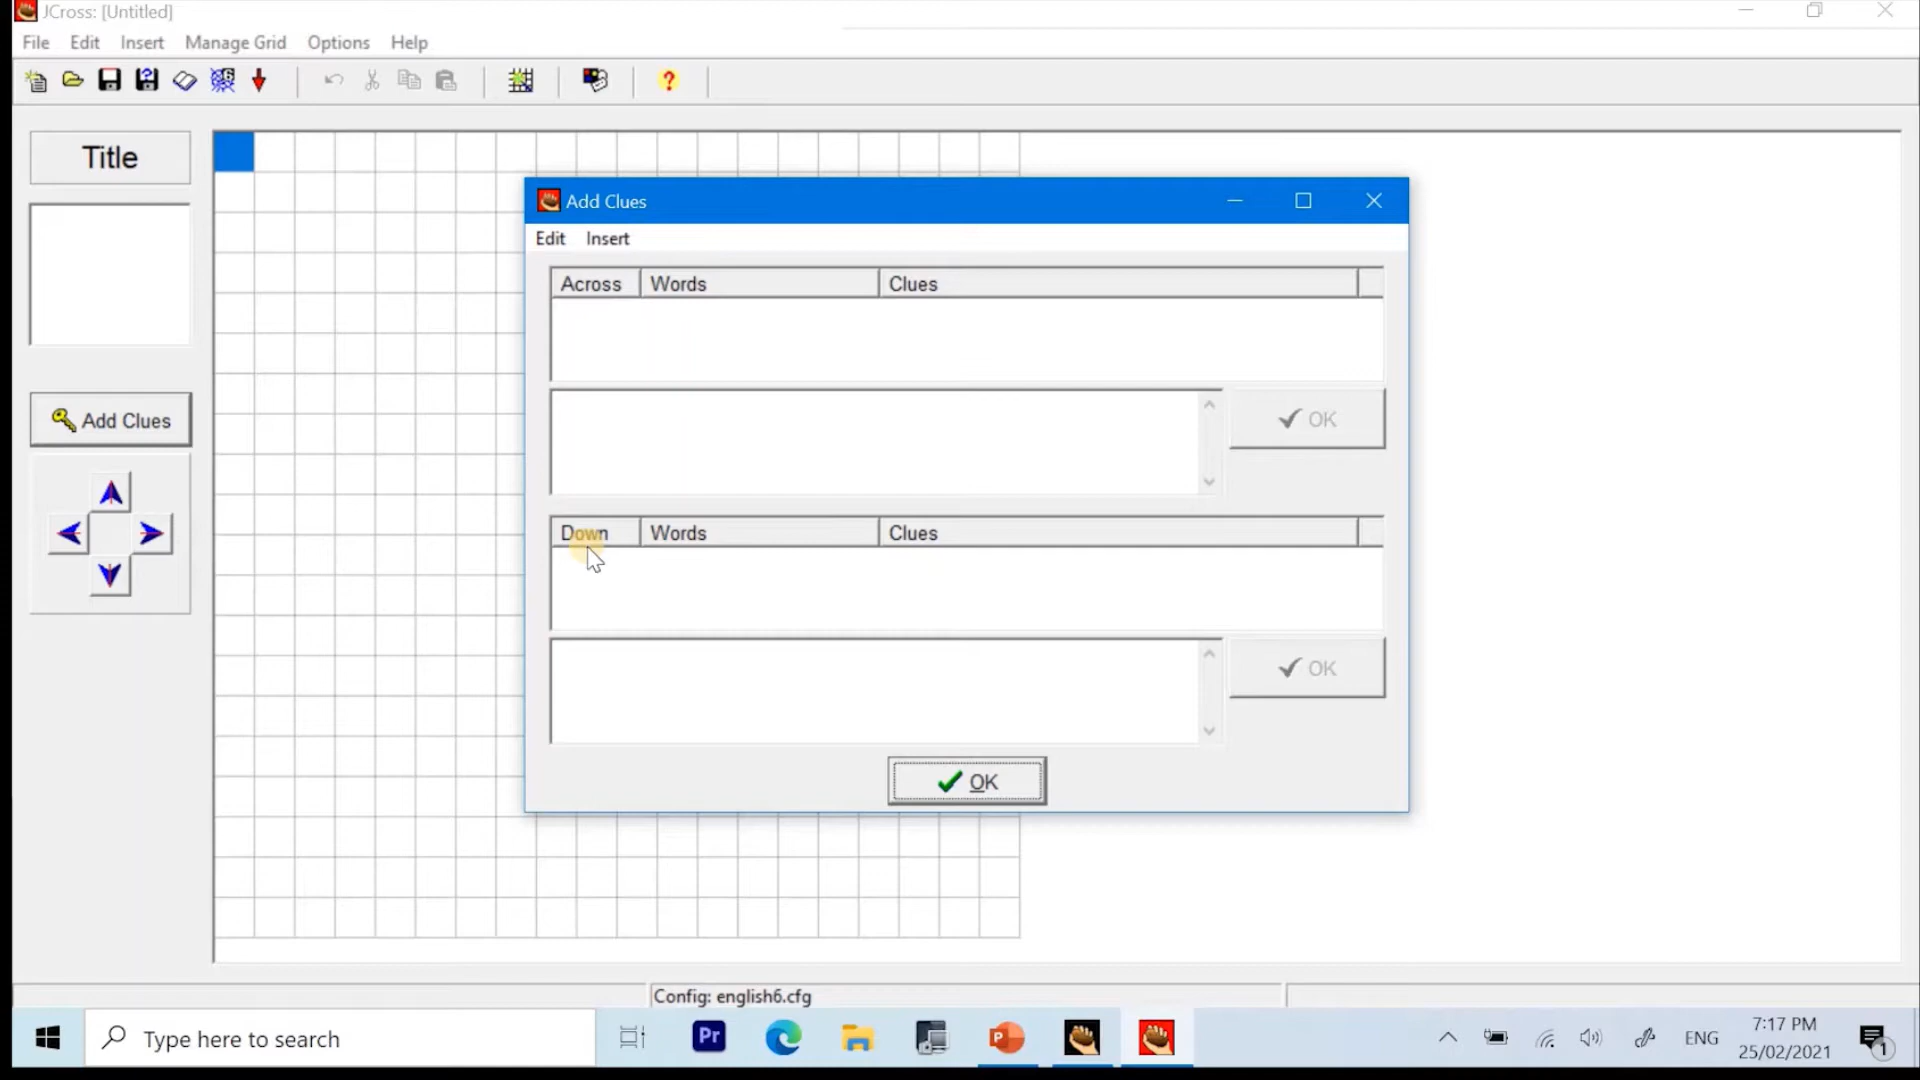 JCross: [Untitled]
File Edit Insert Manage Grid Options Help
Title
Add Clues
Add Clues
Edit Insert
Across Words Clues
OK
Down Words Clues
OK
OK
Config: english6.cfg
Type here to search
Pr
P
ENG
7:17 PM
25/02/2021
1